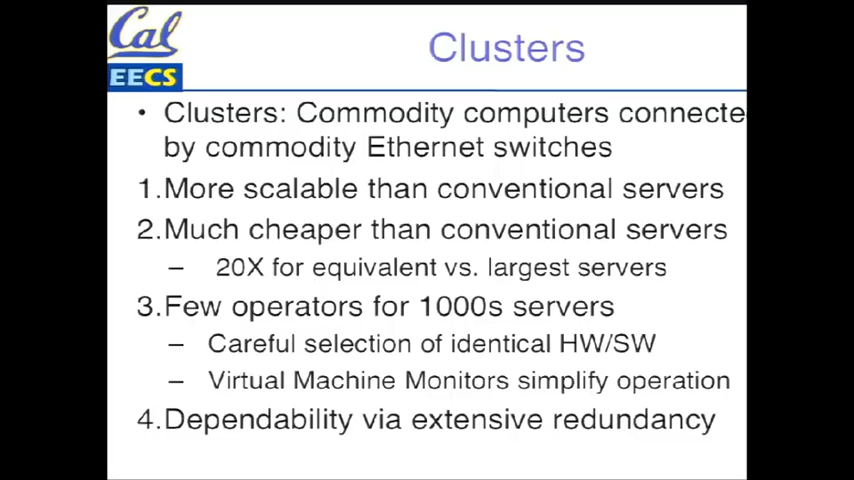 Cal
EECS
Clusters
• Clusters: Commodity computers connecte
by commodity Ethernet switches
1.More scalable than conventional servers
2.Much cheaper than conventional servers
– 20X for equivalent vs. largest servers
3.Few operators for 1000s servers
– Careful selection of identical HW/SW
– Virtual Machine Monitors simplify operation
4.Dependability via extensive redundancy